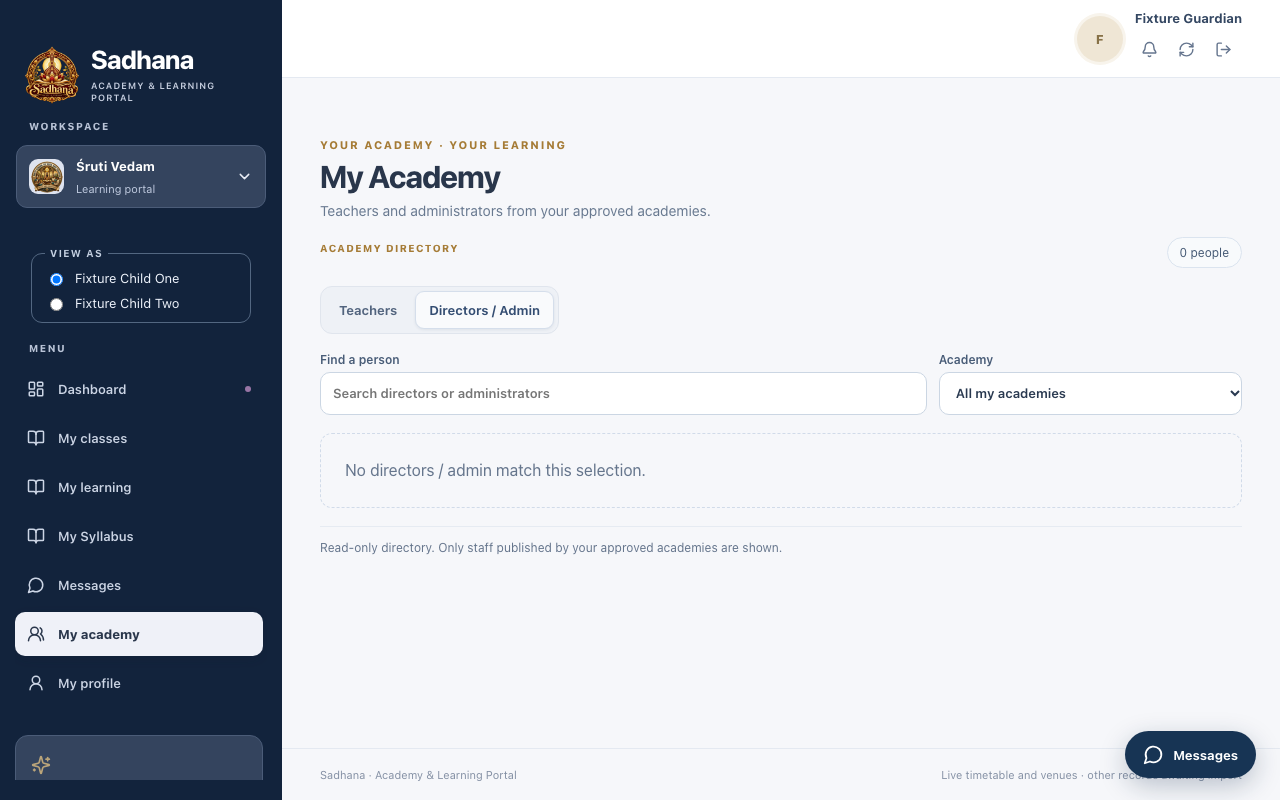 Sadhana
ACADEMY & LEARNING
PORTAL
Sadhana
WORKSPACE
Śruti Vedam
Learning portal
VIEW AS
Fixture Child One
Fixture Child Two
MENU
Dashboard
My classes
My learning
My Syllabus
Messages
My academy
My profile
F
Fixture Guardian
YOUR ACADEMY · YOUR LEARNING
My Academy
Teachers and administrators from your approved academies.
ACADEMY DIRECTORY
0 people
Teachers
Directors / Admin
Find a person
Academy
Search directors or administrators
All my academies
No directors / admin match this selection.
Read-only directory. Only staff published by your approved academies are shown.
Messages
Sadhana · Academy & Learning Portal
Live timetable and venues · other